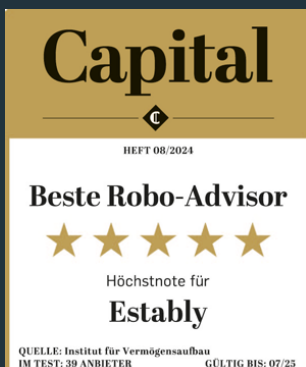 Capital
C
HEFT 08/2024
Beste Robo-Advisor
Höchstnote für
Estably
QUELLE: Institut für Vermögensaufbau
IM TEST: 39 ANBIETER GÜLTIG BIS: 07/25